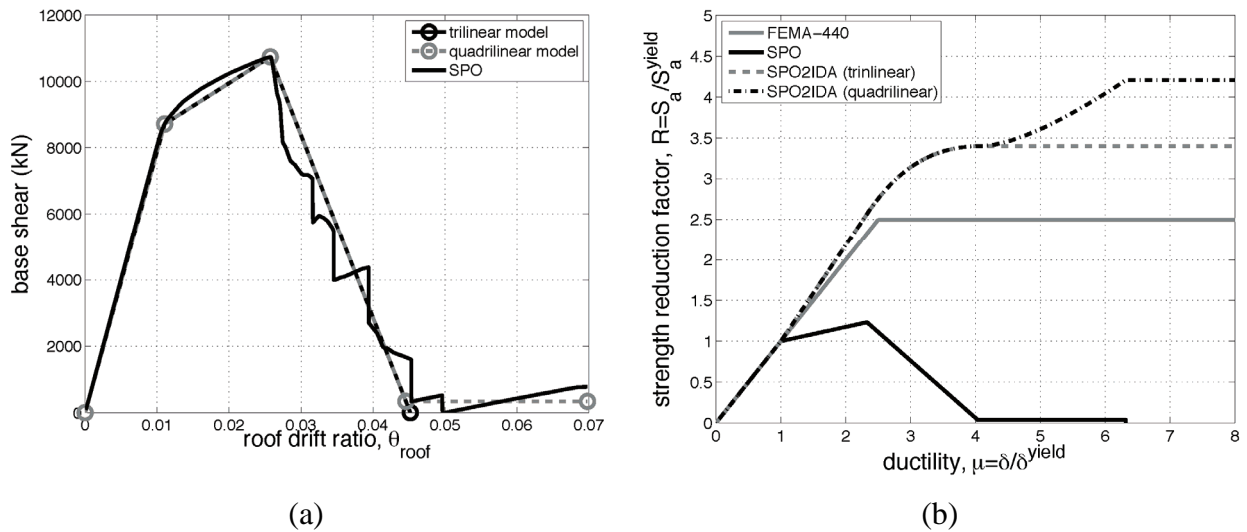 12000
10000
8000
6000
4000
2000
0
base shear (kN)
trilinear model
quadrilinear model
SPO
0
0.01
0.02
0.03
0.04
0.05
0.06
0.07
roof drift ratio, θroof
(a)
5
4.5
4
3.5
3
2.5
2
1.5
1
0.5
0
strength reduction factor, R=Sa/Sa^yield
FEMA-440
SPO
SPO2IDA (trinlinear)
SPO2IDA (quadrilinear)
0
1
2
3
4
5
6
7
8
ductility, μ=δ/δ^yield
(b)